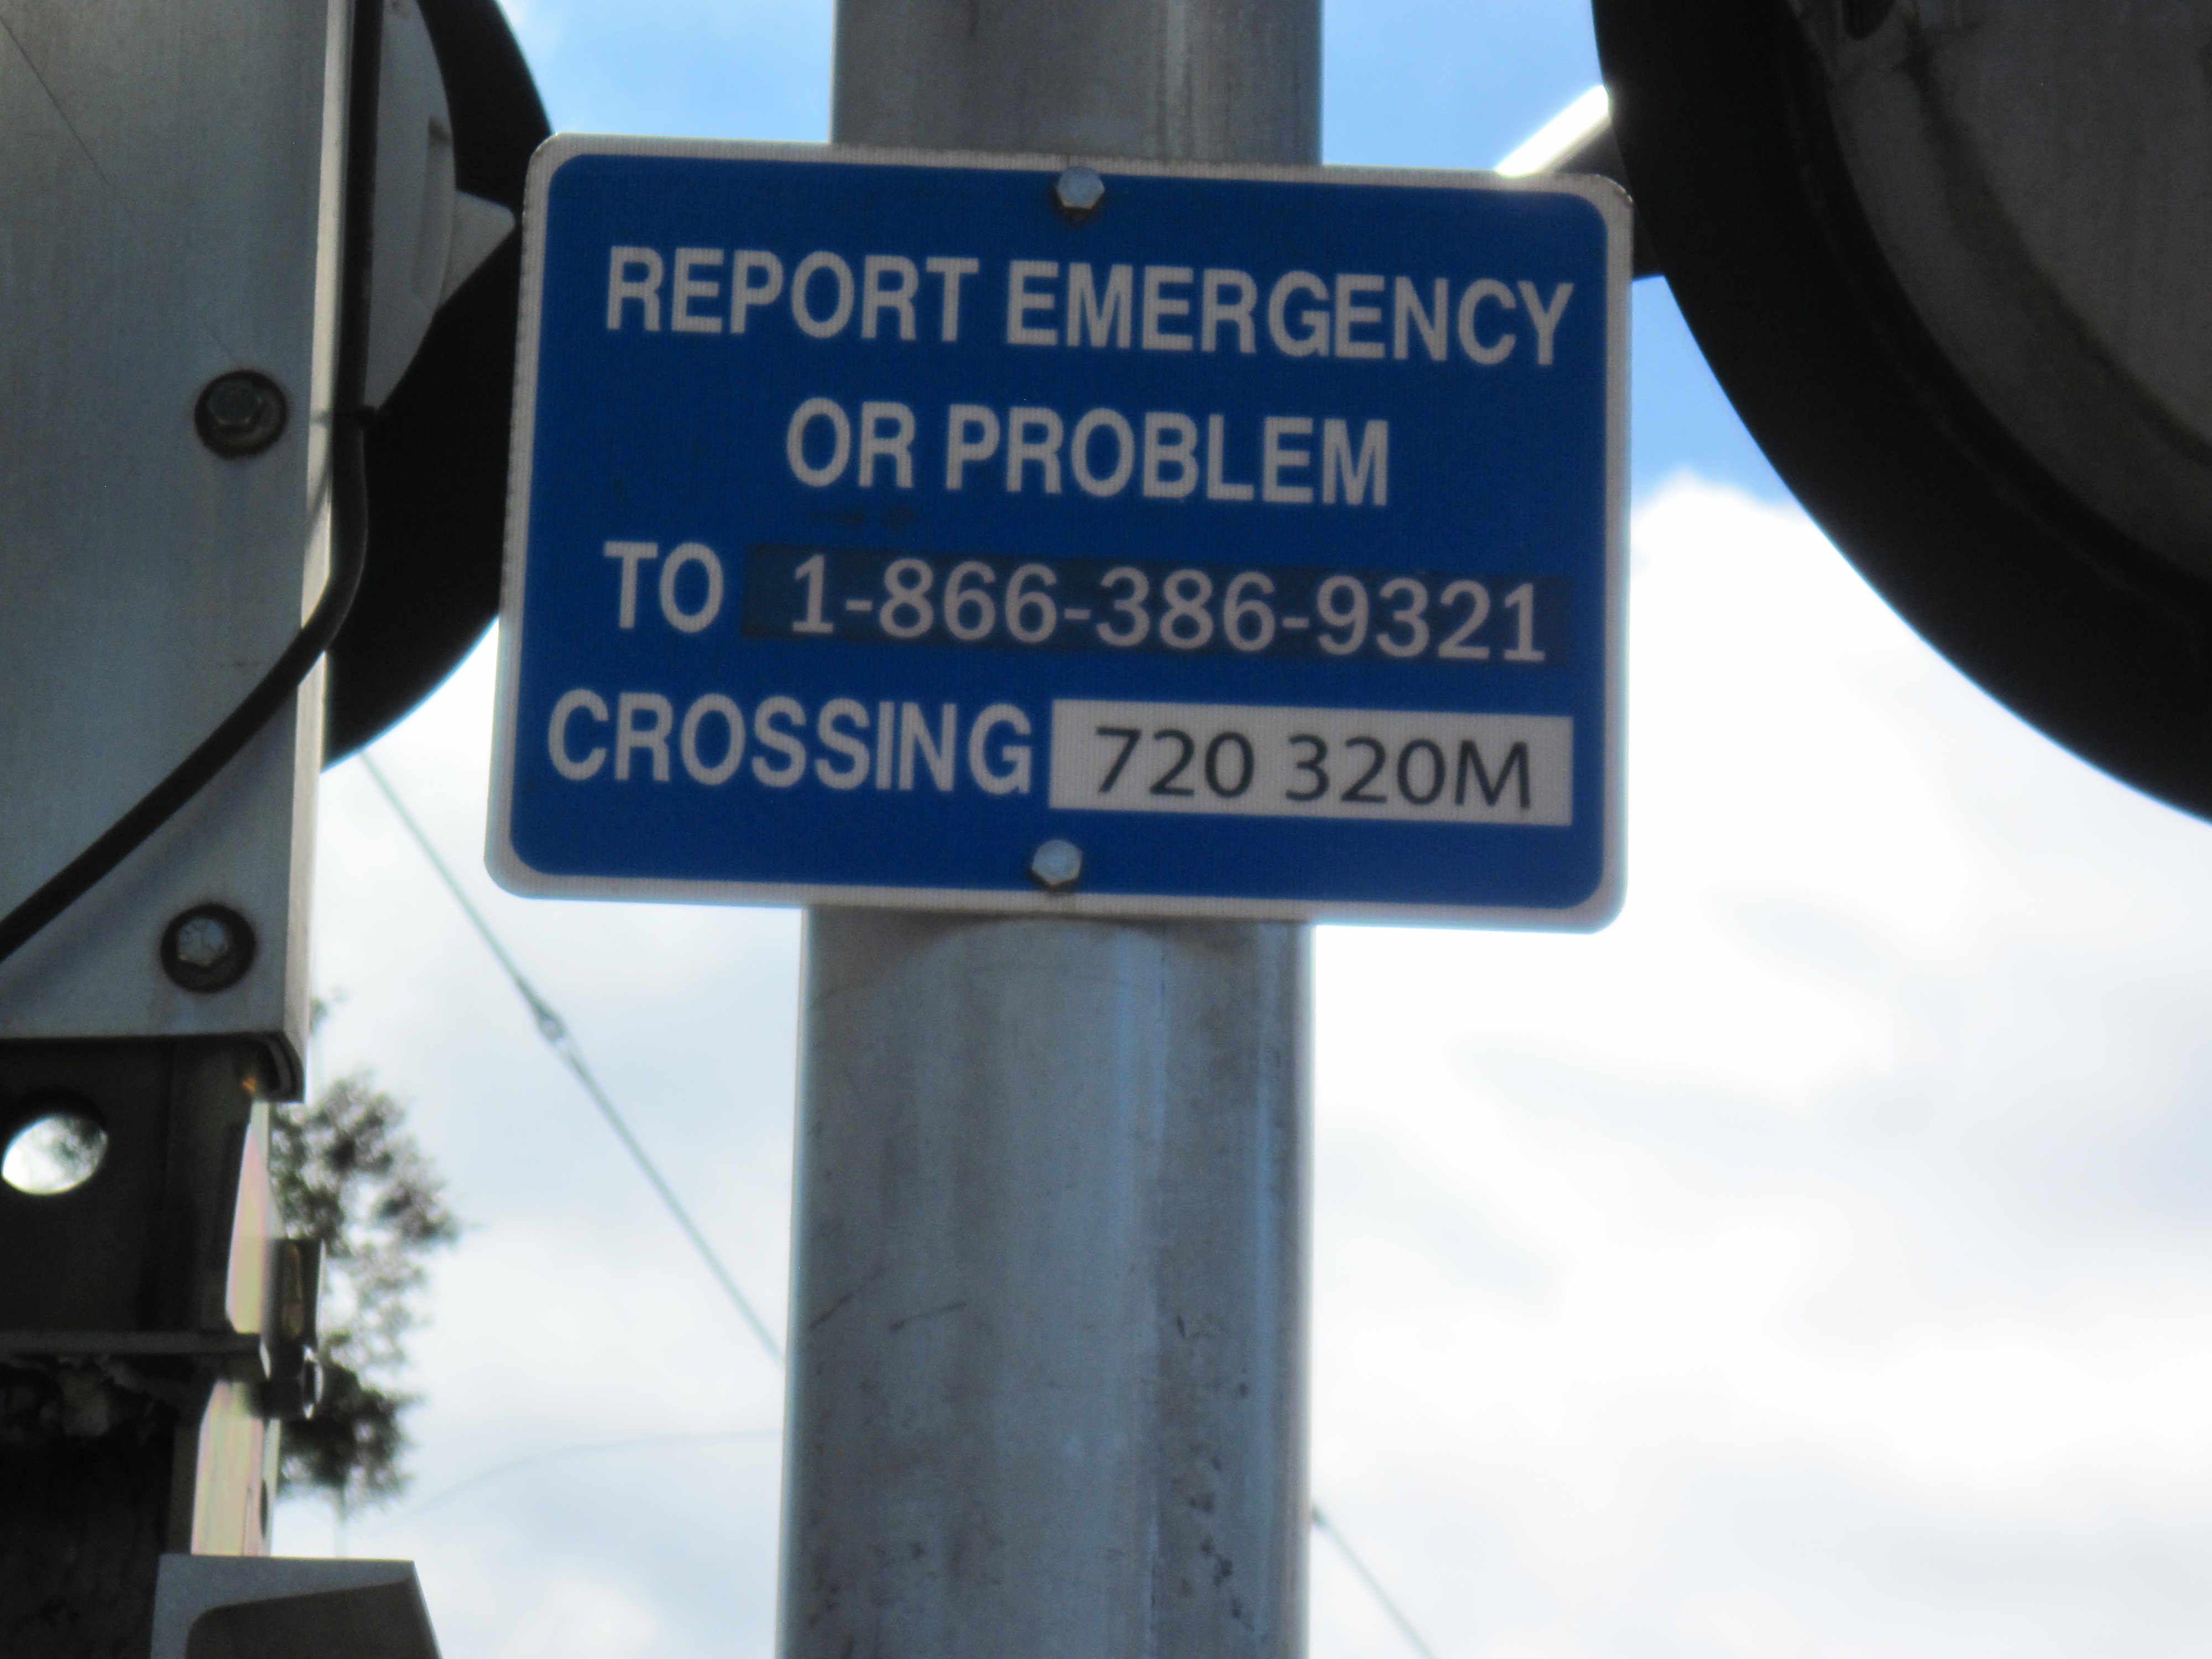 REPORT EMERGENCY
OR PROBLEM
TO 1-866-386-9321
CROSSING 720 320M